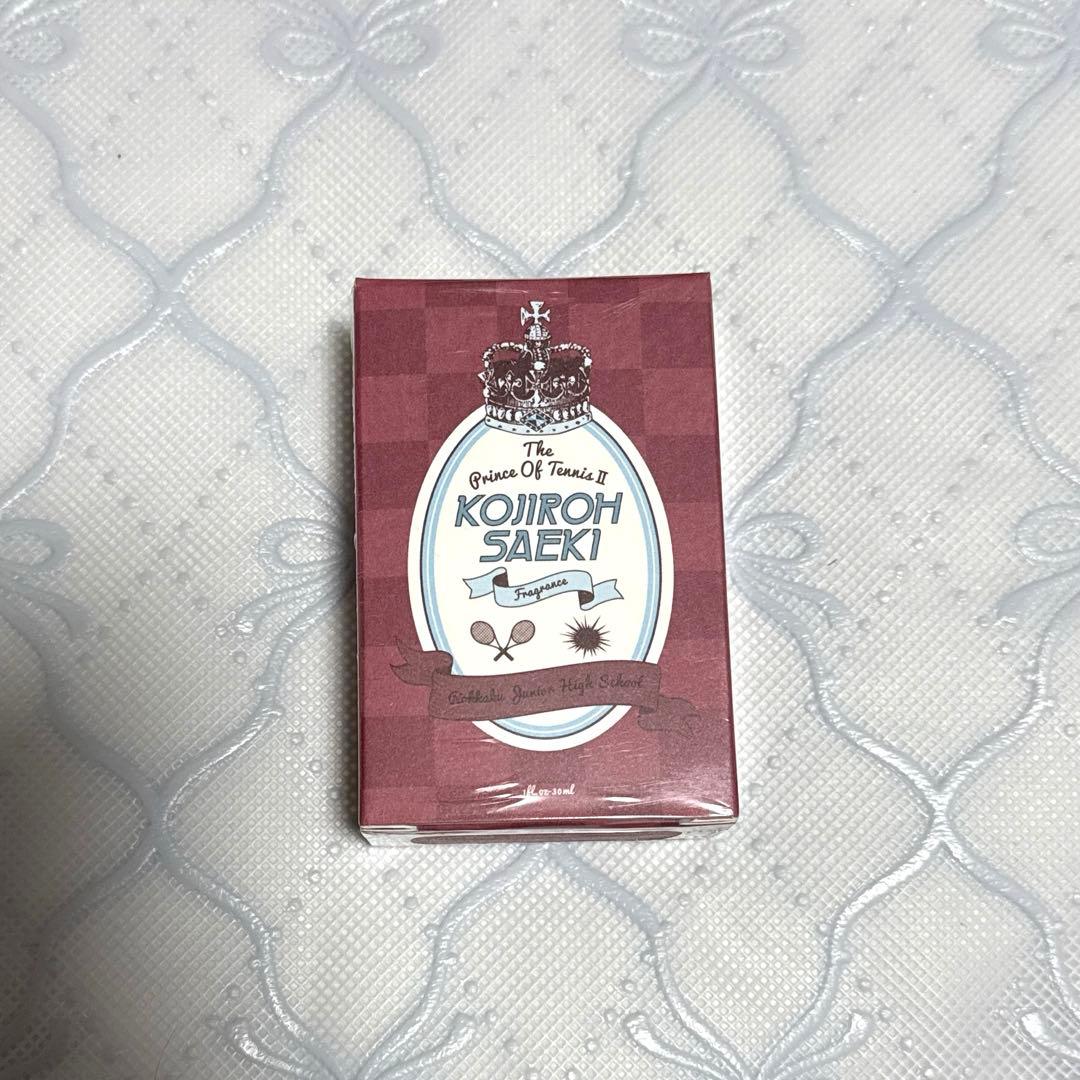 The
Prince Of Tennis II
KOJIROH
SAEKI
Fragrance
Rokkaku Junior High School
1fl.oz-30ml